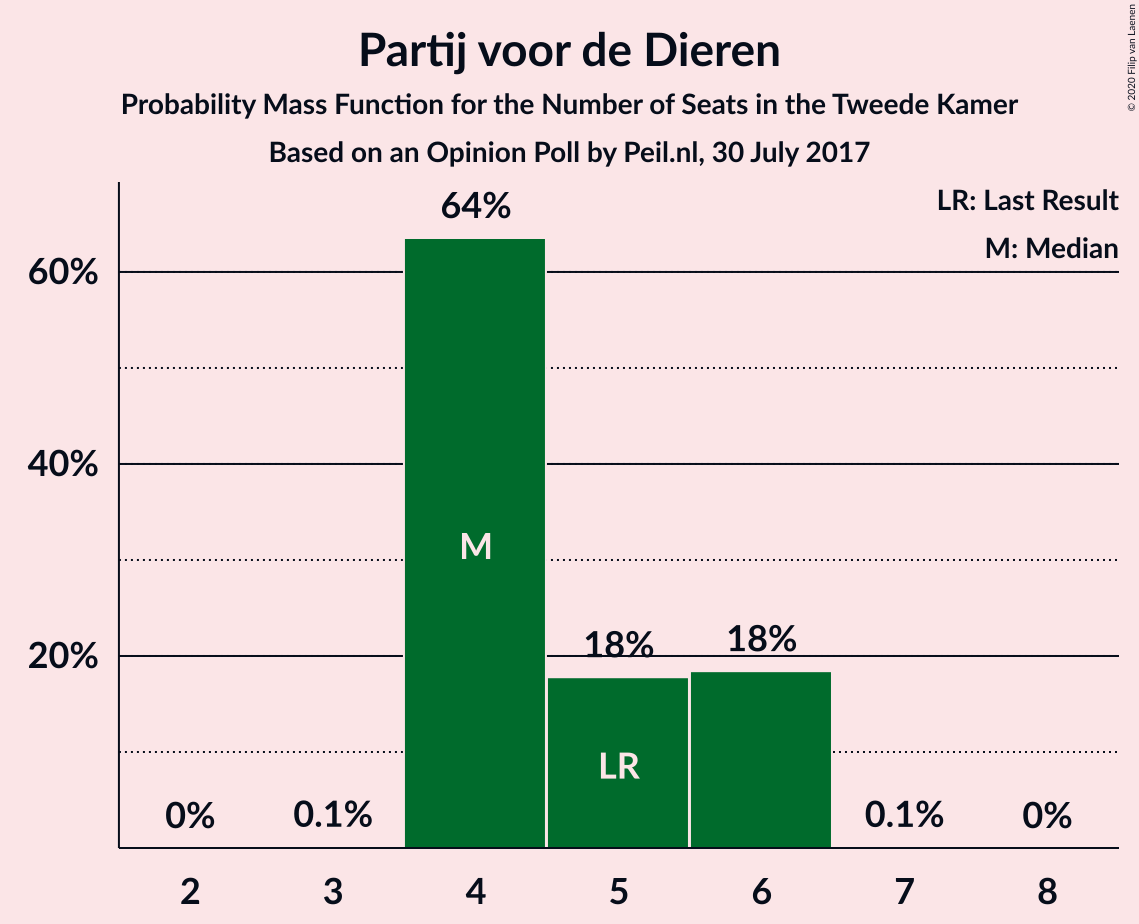 Partij voor de Dieren
Probability Mass Function for the Number of Seats in the Tweede Kamer
Based on an Opinion Poll by Peil.nl, 30 July 2017
© 2020 Filip van Laenen
LR: Last Result
M: Median
64%
60%
40%
M
18%
18%
20%
LR
0%
0.1%
0.1%
0%
2 3 4 5 6 7 8